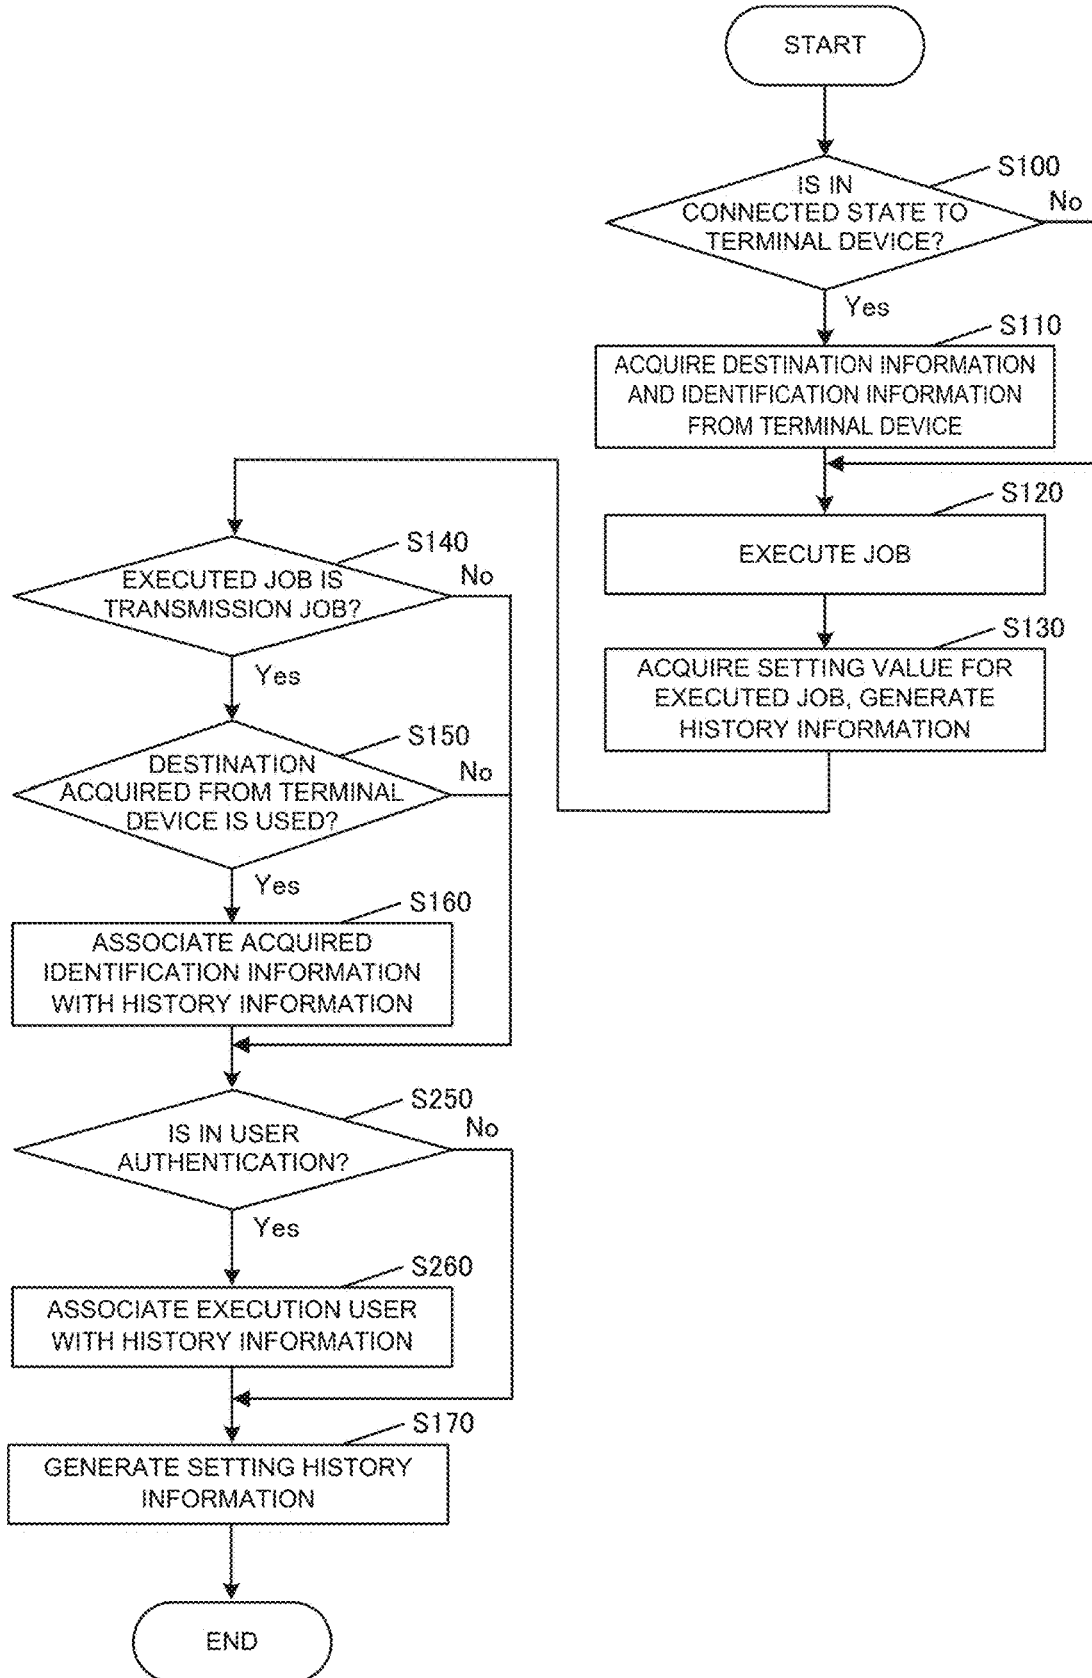 START
S100
IS IN
CONNECTED STATE TO
TERMINAL DEVICE?
No
Yes
S110
ACQUIRE DESTINATION INFORMATION
AND IDENTIFICATION INFORMATION
FROM TERMINAL DEVICE
S120
EXECUTE JOB
S130
ACQUIRE SETTING VALUE FOR
EXECUTED JOB, GENERATE
HISTORY INFORMATION
S140
EXECUTED JOB IS
TRANSMISSION JOB?
No
Yes
S150
DESTINATION
ACQUIRED FROM TERMINAL
DEVICE IS USED?
No
Yes
S160
ASSOCIATE ACQUIRED
IDENTIFICATION INFORMATION
WITH HISTORY INFORMATION
S250
IS IN USER
AUTHENTICATION?
No
Yes
S260
ASSOCIATE EXECUTION USER
WITH HISTORY INFORMATION
S170
GENERATE SETTING HISTORY
INFORMATION
END